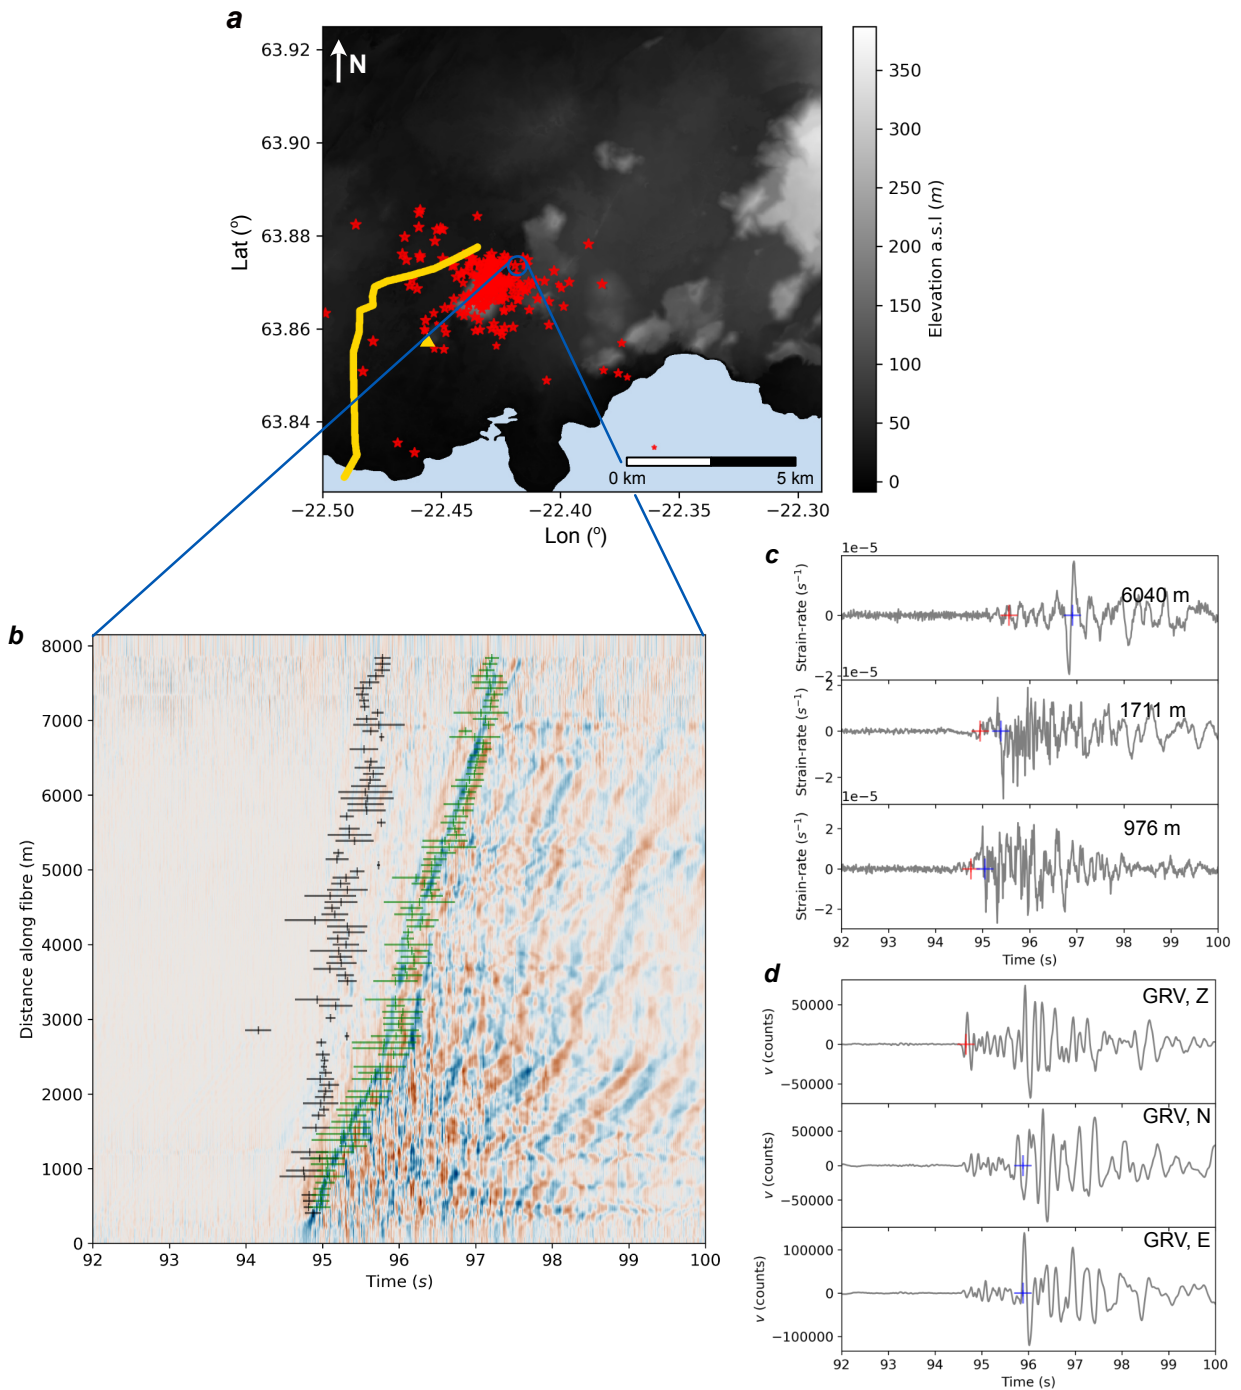 a
N
63.92
63.90
63.88
63.86
63.84
Lat (°)
−22.50
−22.45
−22.40
−22.35
−22.30
Lon (°)
0 km
5 km
350
300
250
200
150
100
50
0
Elevation a.s.l (m)
b
8000
7000
6000
5000
4000
3000
2000
1000
0
Distance along fibre (m)
92
93
94
95
96
97
98
99
100
Time (s)
c
1e−5
6040 m
0
−2
Strain-rate (s⁻¹)
1e−5
2
1711 m
0
−2
Strain-rate (s⁻¹)
1e−5
2
976 m
0
−2
Strain-rate (s⁻¹)
92
93
94
95
96
97
98
99
100
Time (s)
d
GRV, Z
50000
0
−50000
v (counts)
GRV, N
50000
0
−50000
v (counts)
GRV, E
100000
0
−100000
v (counts)
92
93
94
95
96
97
98
99
100
Time (s)